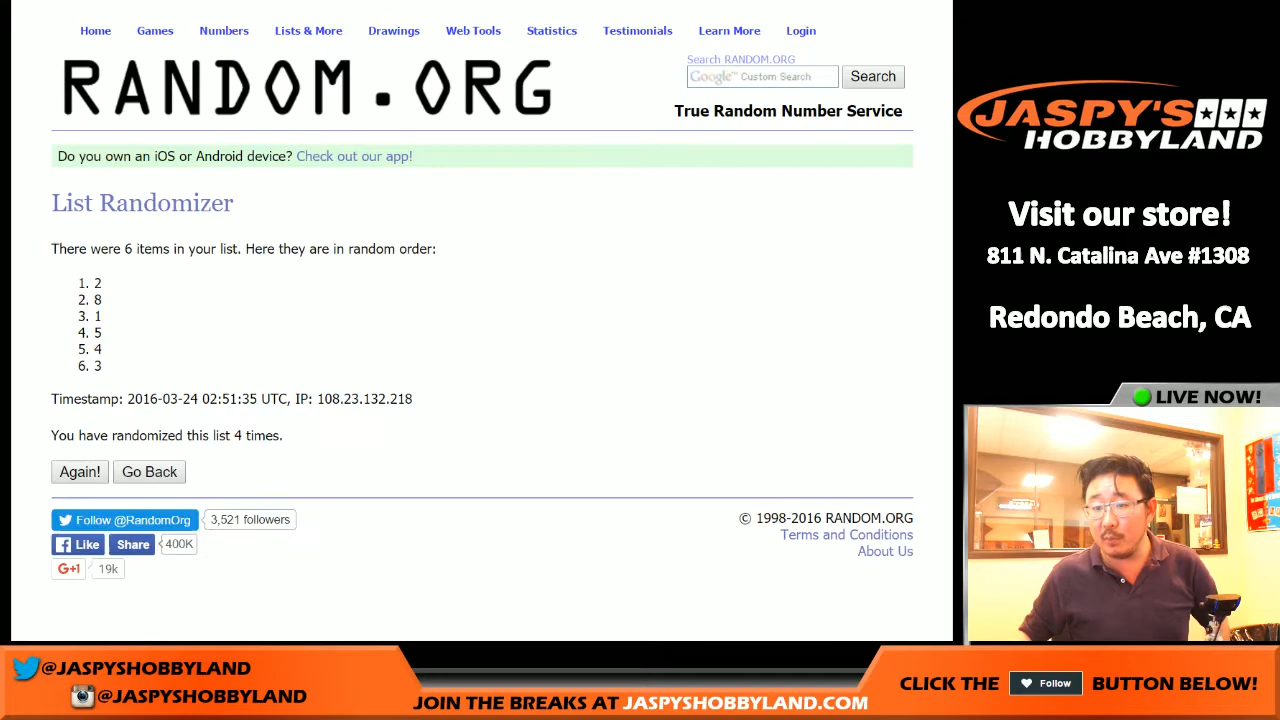 Home Games Numbers Lists & More Drawings Web Tools Statistics Testimonials Learn More Login
RANDOM.ORG
Search RANDOM.ORG
Google™ Custom Search Search
True Random Number Service
Do you own an iOS or Android device? Check out our app!
List Randomizer
There were 6 items in your list. Here they are in random order:
1. 2
2. 8
3. 1
4. 5
5. 4
6. 3
Timestamp: 2016-03-24 02:51:35 UTC, IP: 108.23.132.218
You have randomized this list 4 times.
Again! Go Back
Follow @RandomOrg 3,521 followers
Like Share 400K
G+1 19k
© 1998-2016 RANDOM.ORG
Terms and Conditions
About Us
JASPY'S
HOBBYLAND
Visit our store!
811 N. Catalina Ave #1308
Redondo Beach, CA
LIVE NOW!
@JASPYSHOBBYLAND
@JASPYSHOBBYLAND
JOIN THE BREAKS AT JASPYSHOBBYLAND.COM
CLICK THE Follow BUTTON BELOW!